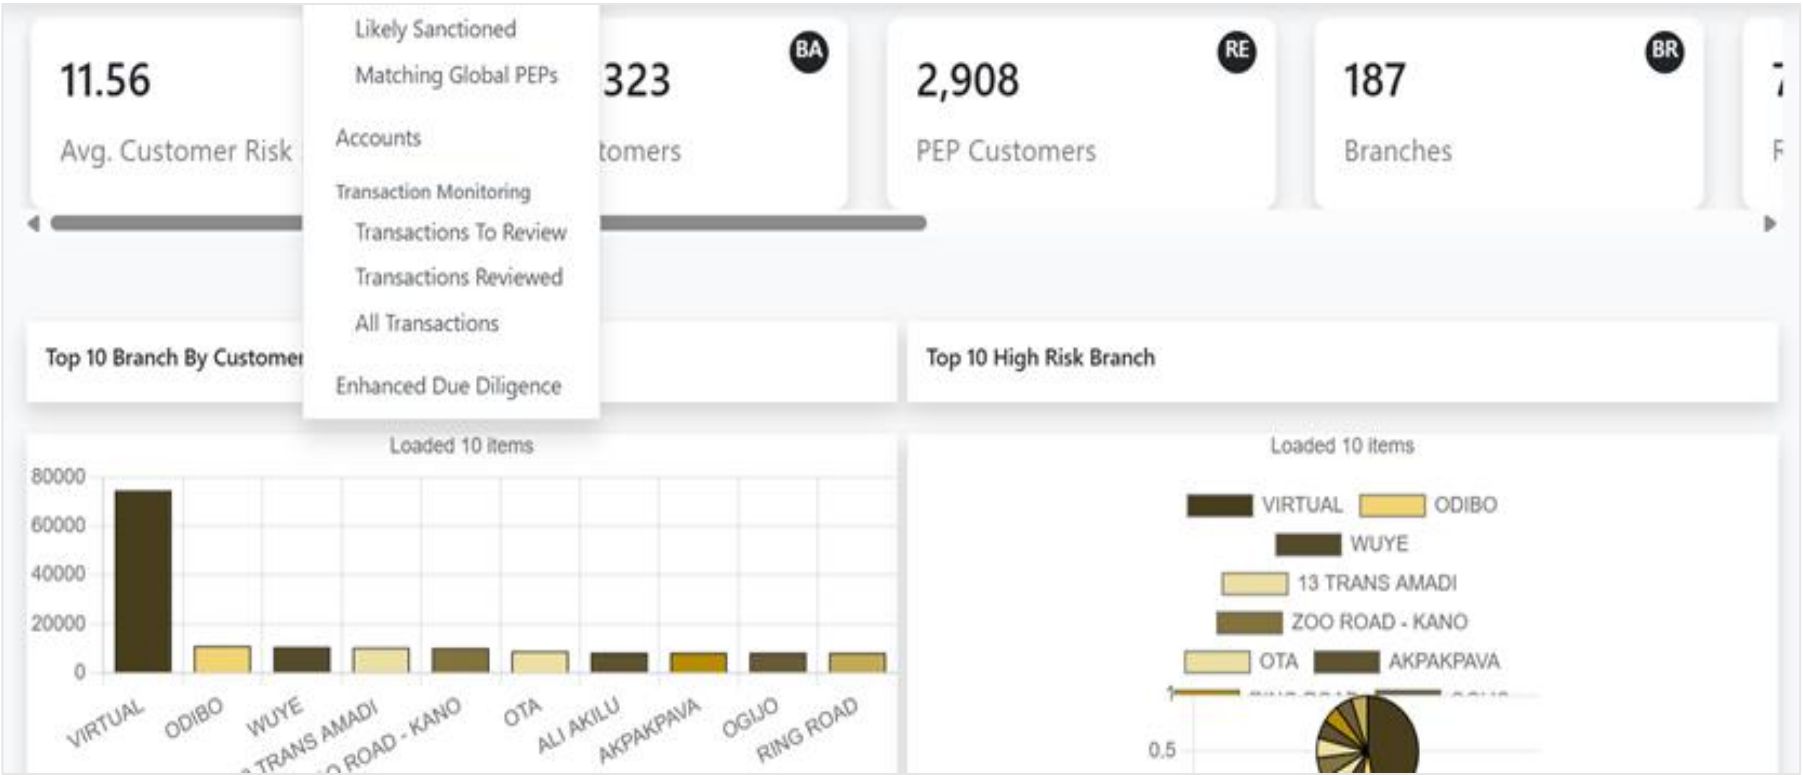 Likely Sanctioned
Matching Global PEPs
Accounts
Transaction Monitoring
Transactions To Review
Transactions Reviewed
All Transactions
Enhanced Due Diligence
11.56
Avg. Customer Risk
BA
323
tomers
RE
2,908
PEP Customers
BR
187
Branches
Top 10 Branch By Customer
Loaded 10 items
80000
60000
40000
20000
0
VIRTUAL
ODIBO
WUYE
TRANS AMADI
ROAD - KANO
OTA
ALI AKILU
AKPAKPAVA
OGIJO
RING ROAD
Top 10 High Risk Branch
Loaded 10 items
VIRTUAL ODIBO
WUYE
13 TRANS AMADI
ZOO ROAD - KANO
OTA AKPAKPAVA
1
0.5